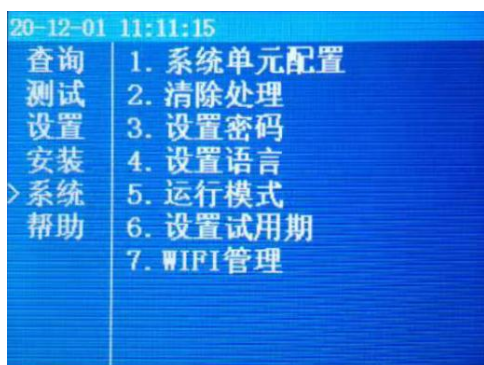 20-12-01 11:11:15
查询 1. 系统单元配置
测试 2. 清除处理
设置 3. 设置密码
安装 4. 设置语言
>系统 5. 运行模式
帮助 6. 设置试用期
7. WIFI管理